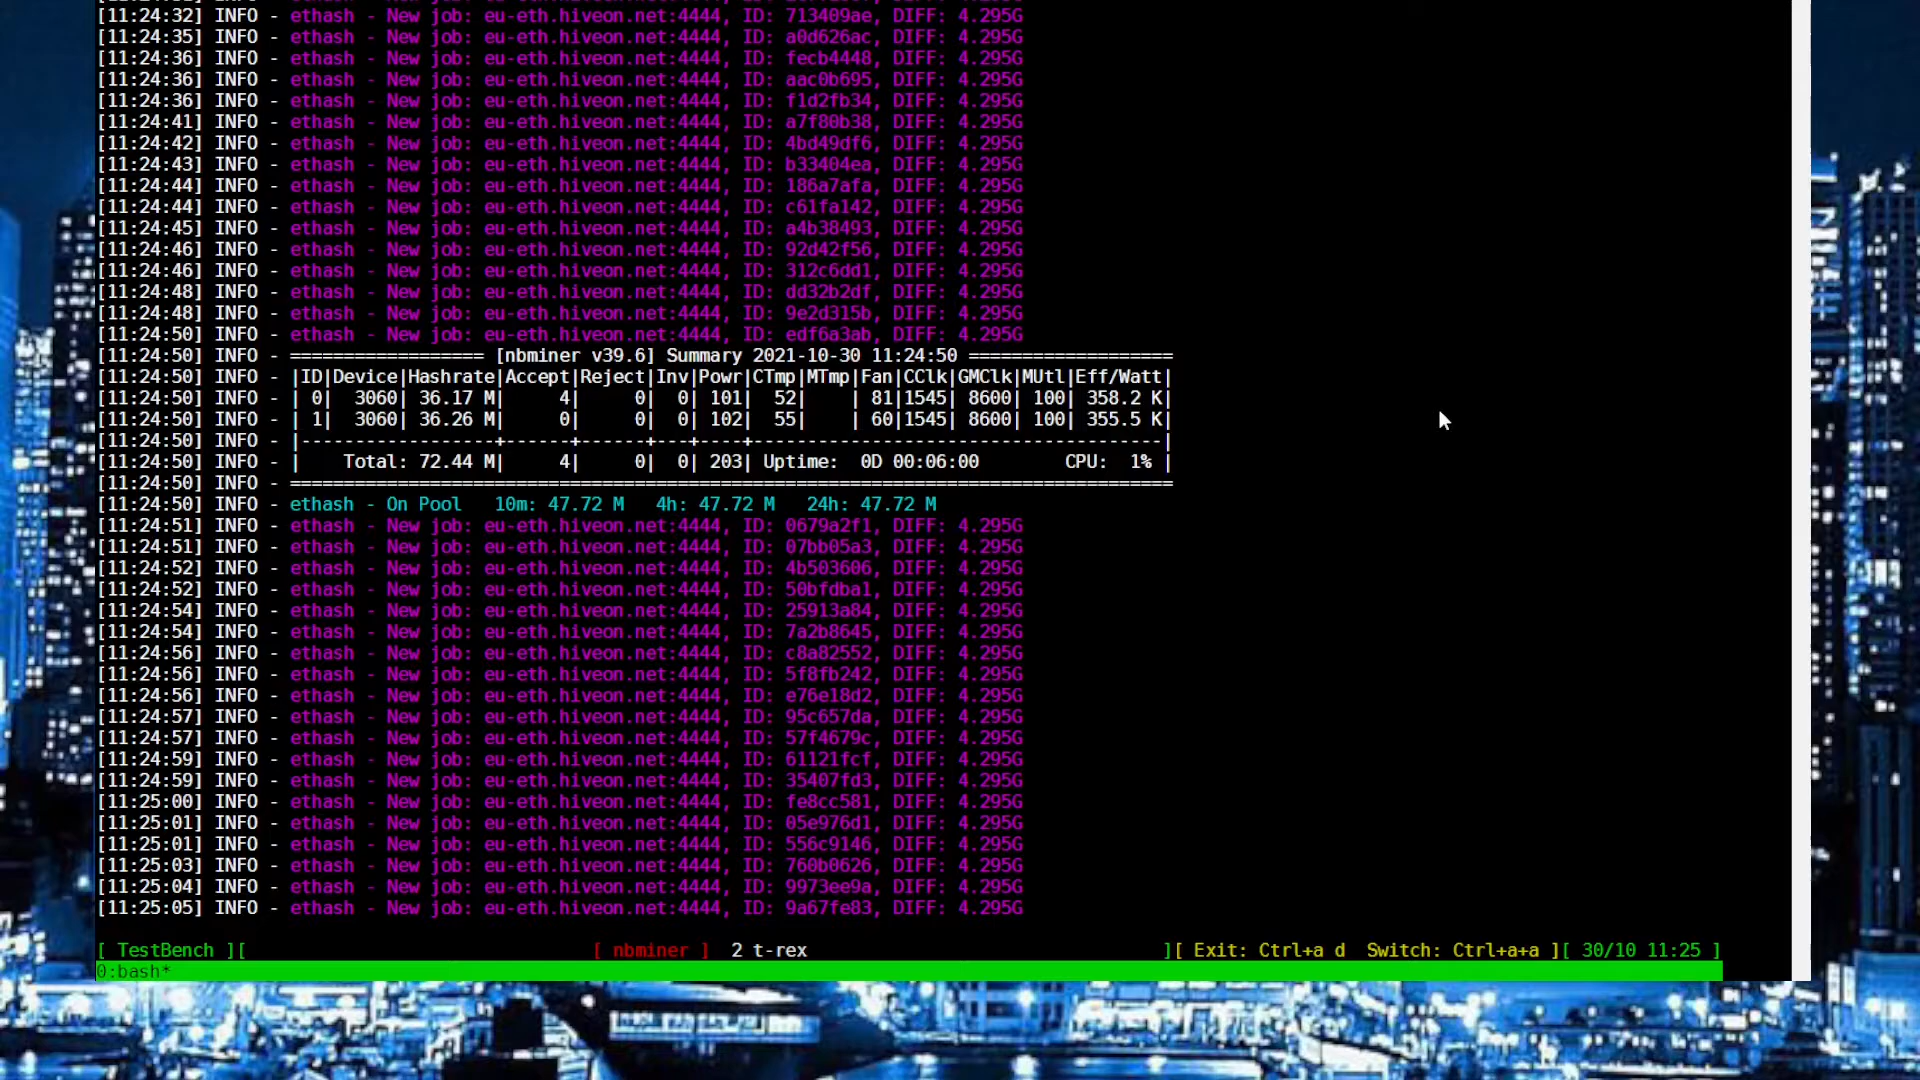 [11:24:32] INFO - ethash - New job: eu-eth.hiveon.net:4444, ID: 713409ae, DIFF: 4.295G
[11:24:35] INFO - ethash - New job: eu-eth.hiveon.net:4444, ID: a0d626ac, DIFF: 4.295G
[11:24:36] INFO - ethash - New job: eu-eth.hiveon.net:4444, ID: fecb4448, DIFF: 4.295G
[11:24:36] INFO - ethash - New job: eu-eth.hiveon.net:4444, ID: aac0b695, DIFF: 4.295G
[11:24:36] INFO - ethash - New job: eu-eth.hiveon.net:4444, ID: f1d2fb34, DIFF: 4.295G
[11:24:41] INFO - ethash - New job: eu-eth.hiveon.net:4444, ID: a7f80b38, DIFF: 4.295G
[11:24:42] INFO - ethash - New job: eu-eth.hiveon.net:4444, ID: 4bd49df6, DIFF: 4.295G
[11:24:43] INFO - ethash - New job: eu-eth.hiveon.net:4444, ID: b33404ea, DIFF: 4.295G
[11:24:44] INFO - ethash - New job: eu-eth.hiveon.net:4444, ID: 186a7afa, DIFF: 4.295G
[11:24:44] INFO - ethash - New job: eu-eth.hiveon.net:4444, ID: c61fa142, DIFF: 4.295G
[11:24:45] INFO - ethash - New job: eu-eth.hiveon.net:4444, ID: a4b38493, DIFF: 4.295G
[11:24:46] INFO - ethash - New job: eu-eth.hiveon.net:4444, ID: 92d42f56, DIFF: 4.295G
[11:24:46] INFO - ethash - New job: eu-eth.hiveon.net:4444, ID: 312c6dd1, DIFF: 4.295G
[11:24:48] INFO - ethash - New job: eu-eth.hiveon.net:4444, ID: dd32b2df, DIFF: 4.295G
[11:24:48] INFO - ethash - New job: eu-eth.hiveon.net:4444, ID: 9e2d315b, DIFF: 4.295G
[11:24:50] INFO - ethash - New job: eu-eth.hiveon.net:4444, ID: edf6a3ab, DIFF: 4.295G
[11:24:50] INFO - ================== [nbminer v39.6] Summary 2021-10-30 11:24:50 ===================
[11:24:50] INFO - |ID|Device|Hashrate|Accept|Reject|Inv|Powr|CTmp|MTmp|Fan|CClk|GMClk|MUtl|Eff/Watt|
[11:24:50] INFO - | 0|  3060| 36.17 M|     4|     0|  0| 101|  52|    | 81|1545| 8600| 100| 358.2 K|
[11:24:50] INFO - | 1|  3060| 36.26 M|     0|     0|  0| 102|  55|    | 60|1545| 8600| 100| 355.5 K|
[11:24:50] INFO - |------------------+------+------+---+----+--------------------------------------|
[11:24:50] INFO - |    Total: 72.44 M|     4|     0|  0| 203| Uptime:  0D 00:06:00        CPU:  1% |
[11:24:50] INFO - ==================================================================================
[11:24:50] INFO - ethash - On Pool   10m: 47.72 M   4h: 47.72 M   24h: 47.72 M
[11:24:51] INFO - ethash - New job: eu-eth.hiveon.net:4444, ID: 0679a2f1, DIFF: 4.295G
[11:24:51] INFO - ethash - New job: eu-eth.hiveon.net:4444, ID: 07bb05a3, DIFF: 4.295G
[11:24:52] INFO - ethash - New job: eu-eth.hiveon.net:4444, ID: 4b503606, DIFF: 4.295G
[11:24:52] INFO - ethash - New job: eu-eth.hiveon.net:4444, ID: 50bfdba1, DIFF: 4.295G
[11:24:54] INFO - ethash - New job: eu-eth.hiveon.net:4444, ID: 25913a84, DIFF: 4.295G
[11:24:54] INFO - ethash - New job: eu-eth.hiveon.net:4444, ID: 7a2b8645, DIFF: 4.295G
[11:24:56] INFO - ethash - New job: eu-eth.hiveon.net:4444, ID: c8a82552, DIFF: 4.295G
[11:24:56] INFO - ethash - New job: eu-eth.hiveon.net:4444, ID: 5f8fb242, DIFF: 4.295G
[11:24:56] INFO - ethash - New job: eu-eth.hiveon.net:4444, ID: e76e18d2, DIFF: 4.295G
[11:24:57] INFO - ethash - New job: eu-eth.hiveon.net:4444, ID: 95c657da, DIFF: 4.295G
[11:24:57] INFO - ethash - New job: eu-eth.hiveon.net:4444, ID: 57f4679c, DIFF: 4.295G
[11:24:59] INFO - ethash - New job: eu-eth.hiveon.net:4444, ID: 61121fcf, DIFF: 4.295G
[11:24:59] INFO - ethash - New job: eu-eth.hiveon.net:4444, ID: 35407fd3, DIFF: 4.295G
[11:25:00] INFO - ethash - New job: eu-eth.hiveon.net:4444, ID: fe8cc581, DIFF: 4.295G
[11:25:01] INFO - ethash - New job: eu-eth.hiveon.net:4444, ID: 05e976d1, DIFF: 4.295G
[11:25:01] INFO - ethash - New job: eu-eth.hiveon.net:4444, ID: 556c9146, DIFF: 4.295G
[11:25:03] INFO - ethash - New job: eu-eth.hiveon.net:4444, ID: 760b0626, DIFF: 4.295G
[11:25:04] INFO - ethash - New job: eu-eth.hiveon.net:4444, ID: 9973ee9a, DIFF: 4.295G
[11:25:05] INFO - ethash - New job: eu-eth.hiveon.net:4444, ID: 9a67fe83, DIFF: 4.295G
[ TestBench ][ [ nbminer ] 2 t-rex ][ Exit: Ctrl+a d  Switch: Ctrl+a+a ][ 30/10 11:25 ]
0:bash*